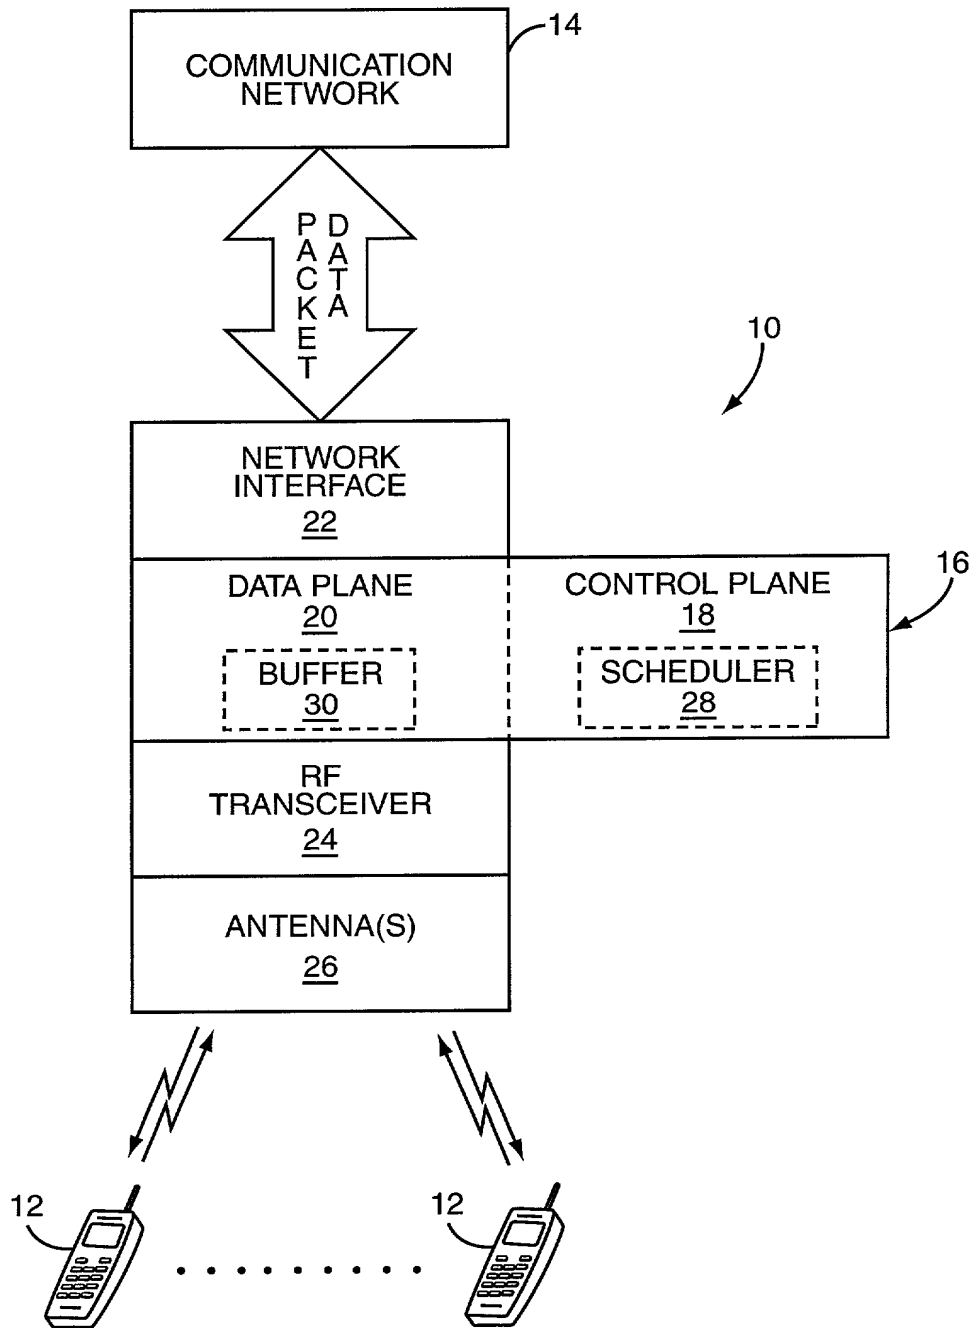 14
COMMUNICATION
NETWORK
PACKET
DATA
10
NETWORK
INTERFACE
22
16
DATA PLANE
20
CONTROL PLANE
18
BUFFER
30
SCHEDULER
28
RF
TRANSCEIVER
24
ANTENNA(S)
26
12
12